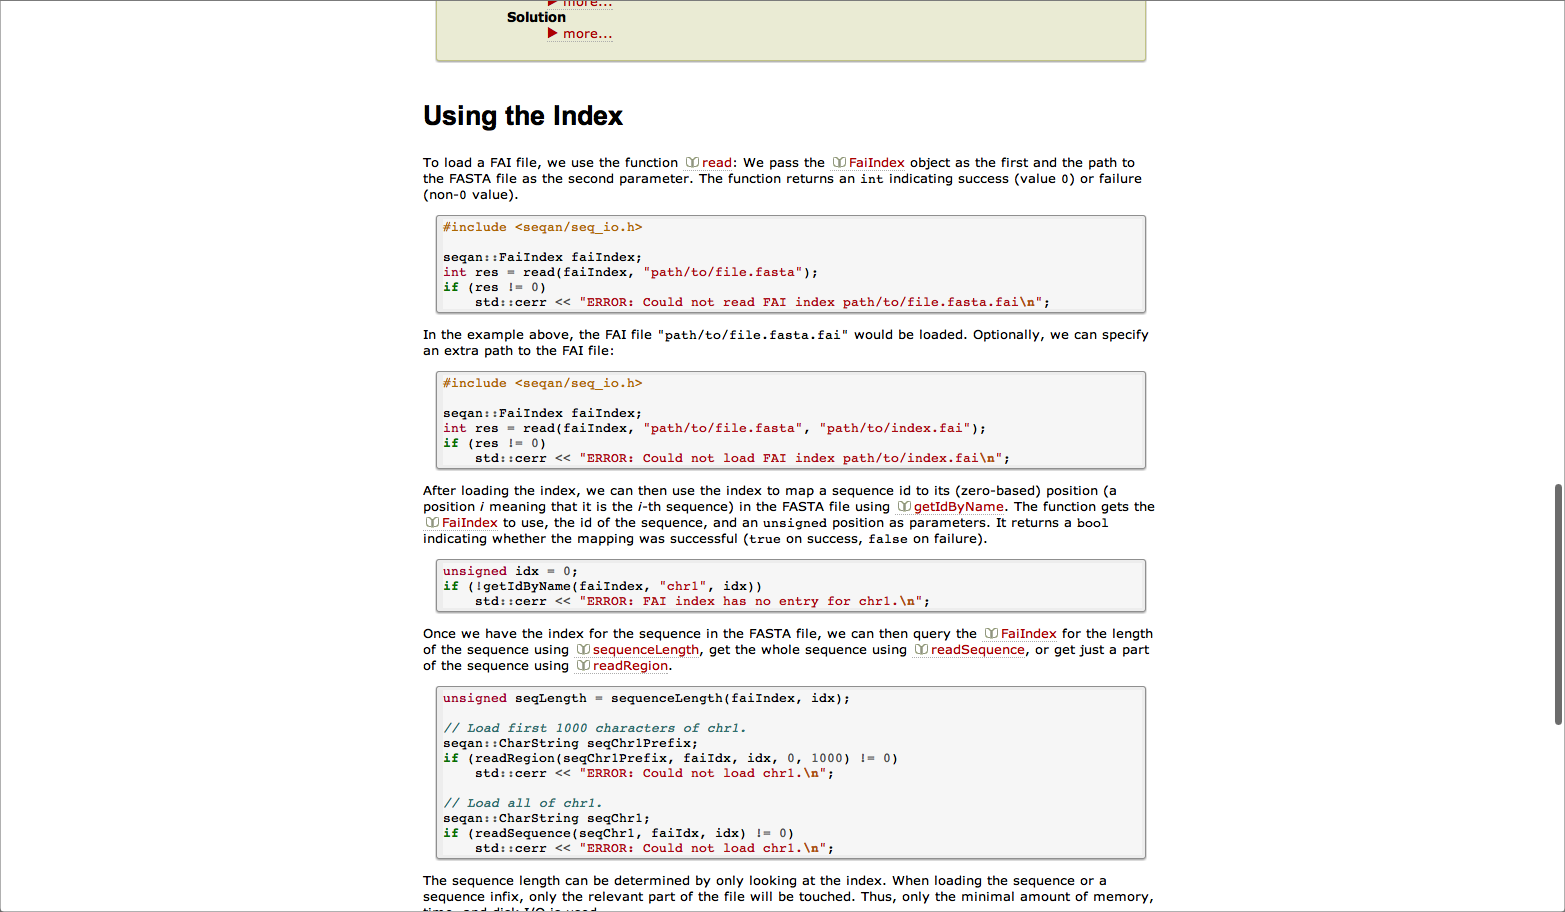 more...
Solution
more...
Using the Index
To load a FAI file, we use the function read: We pass the FaiIndex object as the first and the path to
the FASTA file as the second parameter. The function returns an int indicating success (value 0) or failure
(non-0 value).
#include <seqan/seq_io.h>
seqan::FaiIndex faiIndex;
int res = read(faiIndex, "path/to/file.fasta");
if (res != 0)
    std::cerr << "ERROR: Could not read FAI index path/to/file.fasta.fai\n";
In the example above, the FAI file "path/to/file.fasta.fai" would be loaded. Optionally, we can specify
an extra path to the FAI file:
#include <seqan/seq_io.h>
seqan::FaiIndex faiIndex;
int res = read(faiIndex, "path/to/file.fasta", "path/to/index.fai");
if (res != 0)
    std::cerr << "ERROR: Could not load FAI index path/to/index.fai\n";
After loading the index, we can then use the index to map a sequence id to its (zero-based) position (a
position i meaning that it is the i-th sequence) in the FASTA file using getIdByName. The function gets the
FaiIndex to use, the id of the sequence, and an unsigned position as parameters. It returns a bool
indicating whether the mapping was successful (true on success, false on failure).
unsigned idx = 0;
if (!getIdByName(faiIndex, "chr1", idx))
    std::cerr << "ERROR: FAI index has no entry for chr1.\n";
Once we have the index for the sequence in the FASTA file, we can then query the FaiIndex for the length
of the sequence using sequenceLength, get the whole sequence using readSequence, or get just a part
of the sequence using readRegion.
unsigned seqLength = sequenceLength(faiIndex, idx);
// Load first 1000 characters of chr1.
seqan::CharString seqChr1Prefix;
if (readRegion(seqChr1Prefix, faiIdx, idx, 0, 1000) != 0)
    std::cerr << "ERROR: Could not load chr1.\n";
// Load all of chr1.
seqan::CharString seqChr1;
if (readSequence(seqChr1, faiIdx, idx) != 0)
    std::cerr << "ERROR: Could not load chr1.\n";
The sequence length can be determined by only looking at the index. When loading the sequence or a
sequence infix, only the relevant part of the file will be touched. Thus, only the minimal amount of memory,
time, and disk I/O is used.